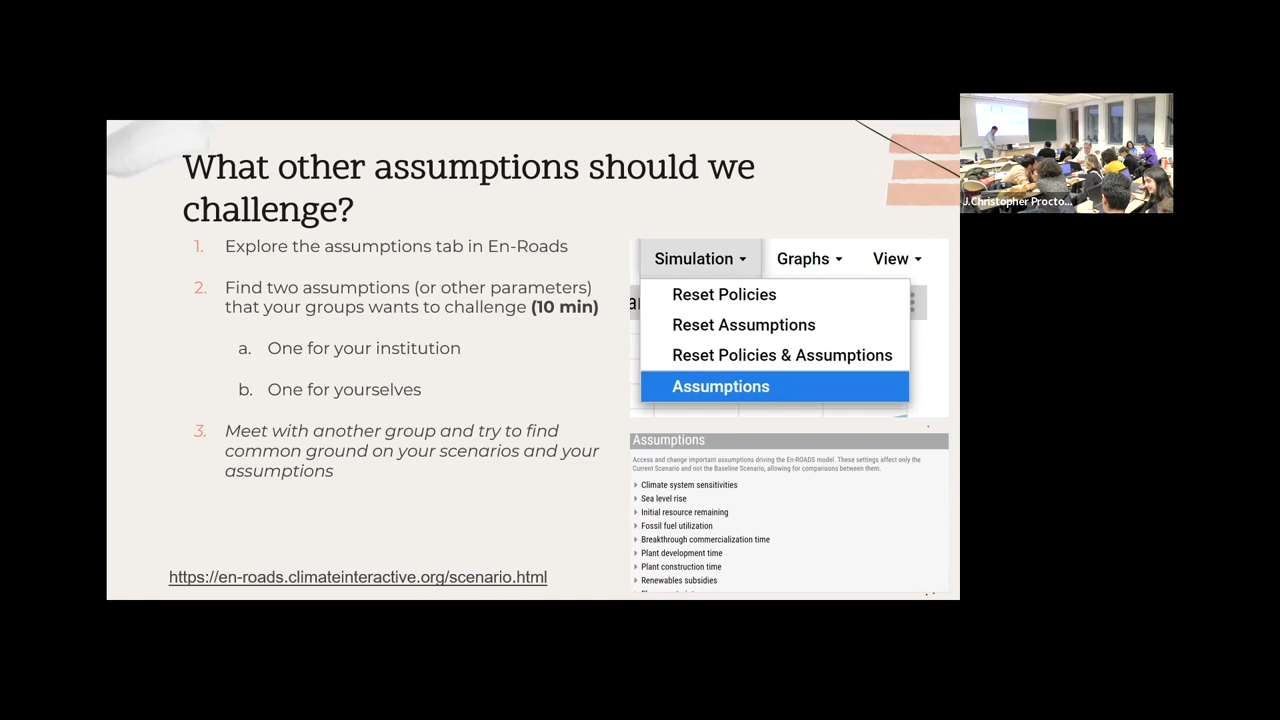 What other assumptions should we
challenge?
1. Explore the assumptions tab in En-Roads
2. Find two assumptions (or other parameters)
that your groups wants to challenge (10 min)
a. One for your institution
b. One for yourselves
3. Meet with another group and try to find
common ground on your scenarios and your
assumptions
https://en-roads.climateinteractive.org/scenario.html
Simulation Graphs View
Reset Policies
Reset Assumptions
Reset Policies & Assumptions
Assumptions
Assumptions
Access and change important assumptions driving the En-ROADS model. These settings affect only the
Current Scenario and not the Baseline Scenario, allowing for comparisons between them.
Climate system sensitivities
Sea level rise
Initial resource remaining
Fossil fuel utilization
Breakthrough commercialization time
Plant development time
Plant construction time
Renewables subsidies
J.Christopher Procto...